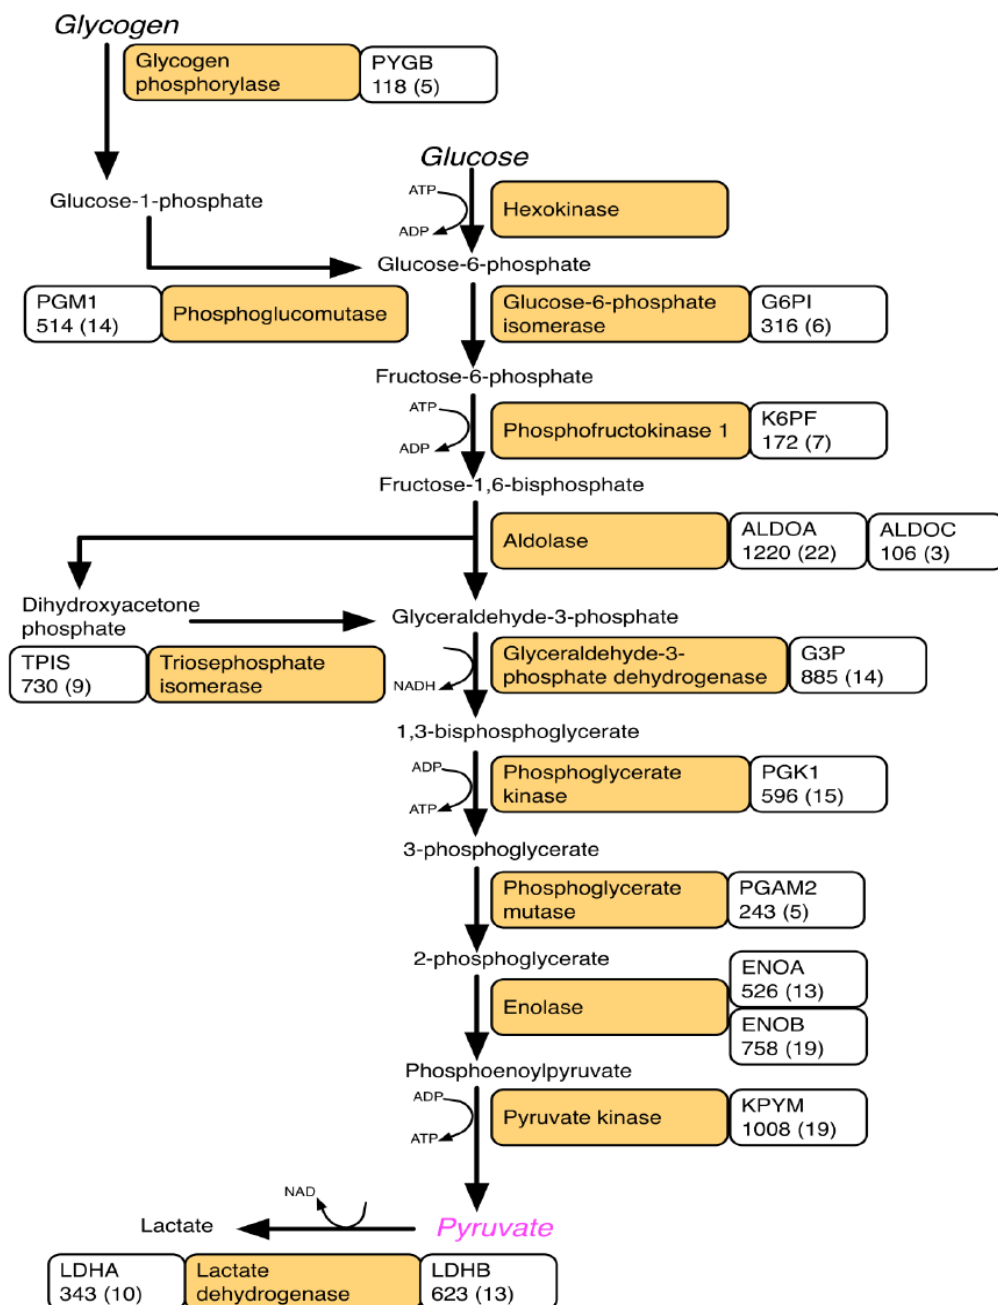 Glycogen
Glycogen
phosphorylase
PYGB
118 (5)
Glucose
Glucose-1-phosphate
ATP
ADP
Hexokinase
Glucose-6-phosphate
PGM1
514 (14)
Phosphoglucomutase
Glucose-6-phosphate
isomerase
G6PI
316 (6)
Fructose-6-phosphate
ATP
ADP
Phosphofructokinase 1
K6PF
172 (7)
Fructose-1,6-bisphosphate
Aldolase
ALDOA
1220 (22)
ALDOC
106 (3)
Dihydroxyacetone
phosphate
Glyceraldehyde-3-phosphate
TPIS
730 (9)
Triosephosphate
isomerase
NADH
Glyceraldehyde-3-
phosphate dehydrogenase
G3P
885 (14)
1,3-bisphosphoglycerate
ADP
ATP
Phosphoglycerate
kinase
PGK1
596 (15)
3-phosphoglycerate
Phosphoglycerate
mutase
PGAM2
243 (5)
2-phosphoglycerate
Enolase
ENOA
526 (13)
ENOB
758 (19)
Phosphoenoylpyruvate
ADP
ATP
Pyruvate kinase
KPYM
1008 (19)
NAD
Lactate
Pyruvate
LDHA
343 (10)
Lactate
dehydrogenase
LDHB
623 (13)